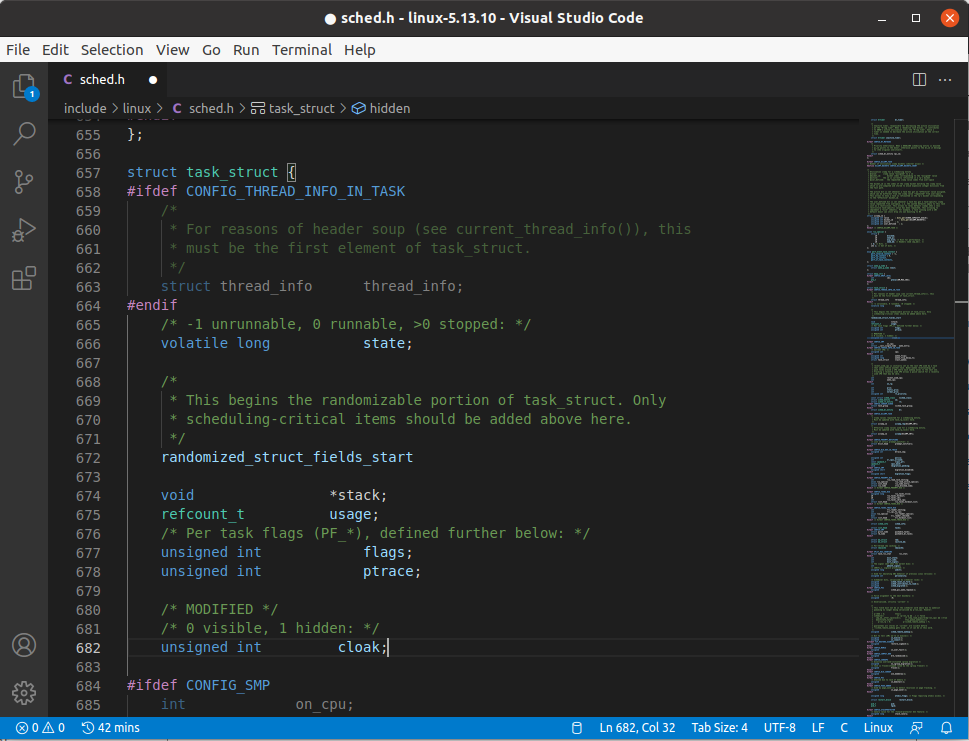 sched.h - linux-5.13.10 - Visual Studio Code
File Edit Selection View Go Run Terminal Help
1
C sched.h
include > linux > C sched.h > task_struct > hidden
655 };
656
657 struct task_struct {
658 #ifdef CONFIG_THREAD_INFO_IN_TASK
659 /*
660 * For reasons of header soup (see current_thread_info()), this
661 * must be the first element of task_struct.
662 */
663 struct thread_info thread_info;
664 #endif
665 /* -1 unrunnable, 0 runnable, >0 stopped: */
666 volatile long state;
667
668 /*
669 * This begins the randomizable portion of task_struct. Only
670 * scheduling-critical items should be added above here.
671 */
672 randomized_struct_fields_start
673
674 void *stack;
675 refcount_t usage;
676 /* Per task flags (PF_*), defined further below: */
677 unsigned int flags;
678 unsigned int ptrace;
679
680 /* MODIFIED */
681 /* 0 visible, 1 hidden: */
682 unsigned int cloak;
683
684 #ifdef CONFIG_SMP
685 int on_cpu;
0 0 42 mins Ln 682, Col 32 Tab Size: 4 UTF-8 LF C Linux